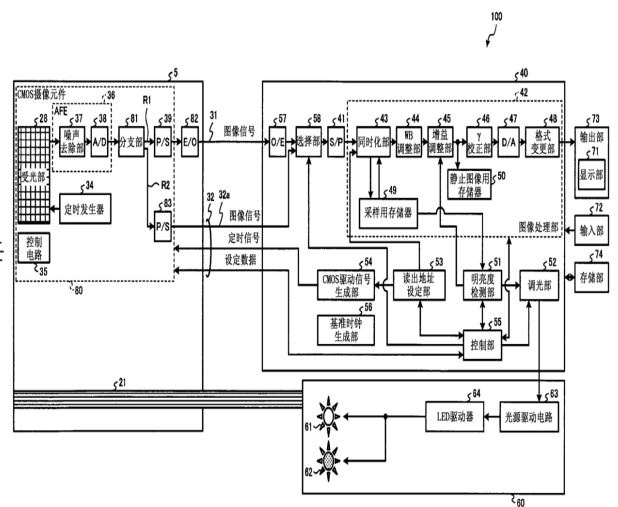 100
5
40
CMOS摄像元件
42
28
AFE
36
37
38
81
R1
39
82
31
57
58
41
43
44
45
46
47
48
73
受光部
噪声去除部
A/D
分支部
P/S
E/O
图像信号
O/E
选择部
S/P
同时化部
WB调整部
增益调整部
γ校正部
D/A
格式变更部
输出部
71
显示部
34
定时发生器
R2
83
P/S
32
32a
图像信号
定时信号
设定数据
49
采样用存储器
静止图像用存储器
50
图像处理部
72
输入部
控制电路
35
80
54
CMOS驱动信号生成部
53
读出地址设定部
51
明亮度检测部
52
调光部
74
存储部
56
基准时钟生成部
55
控制部
21
61
62
64
LED驱动器
63
光源驱动电路
60